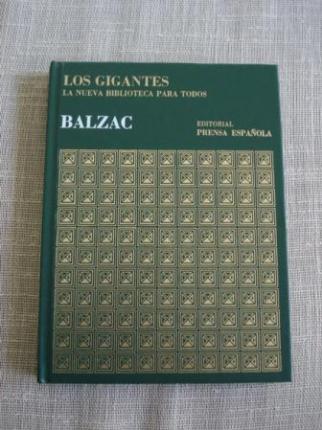 LOS GIGANTES
LA NUEVA BIBLIOTECA PARA TODOS
BALZAC
EDITORIAL
PRENSA ESPAÑOLA